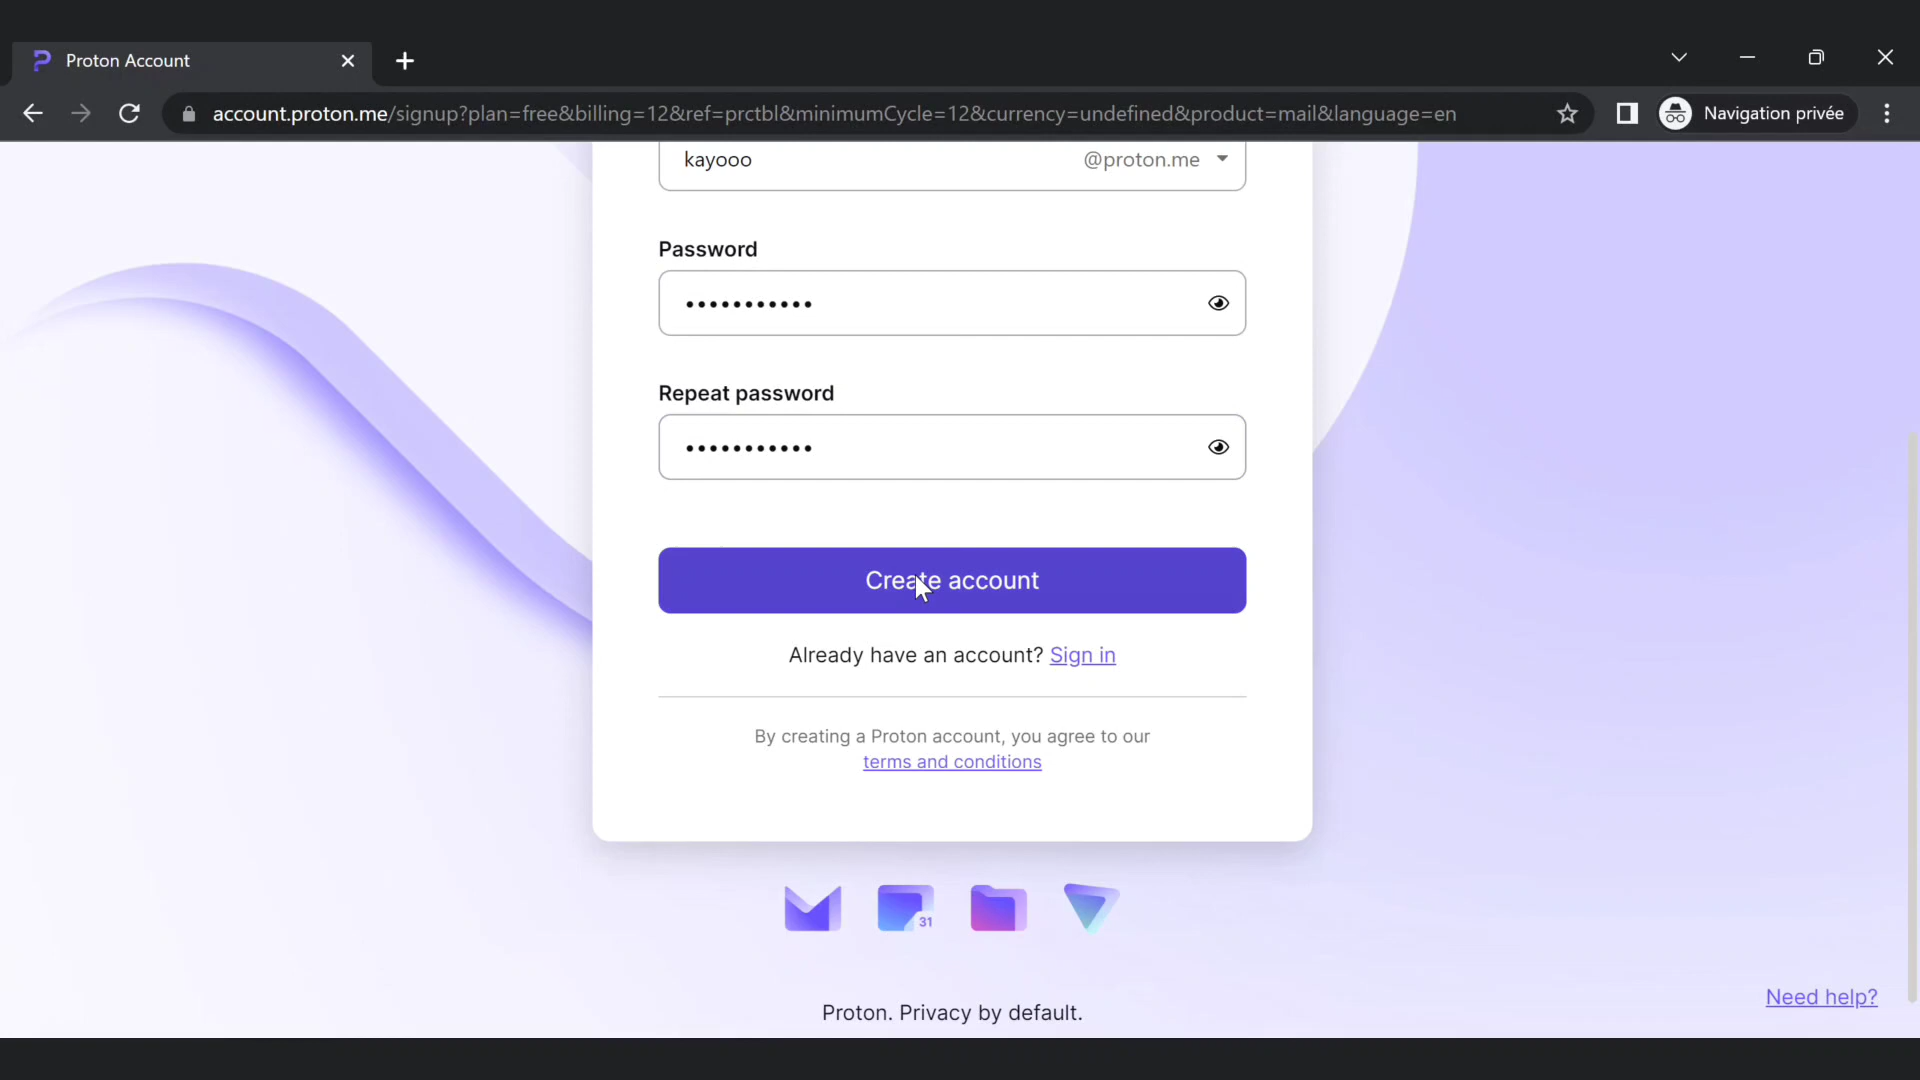 Proton Account
account.proton.me/signup?plan=free&billing=12&ref=prctbl&minimumCycle=12&currency=undefined&product=mail&language=en
Navigation privée
kayooo @proton.me
Password
•••••••••••
Repeat password
•••••••••••
Create account
Already have an account? Sign in
By creating a Proton account, you agree to our
terms and conditions
31
Need help?
Proton. Privacy by default.